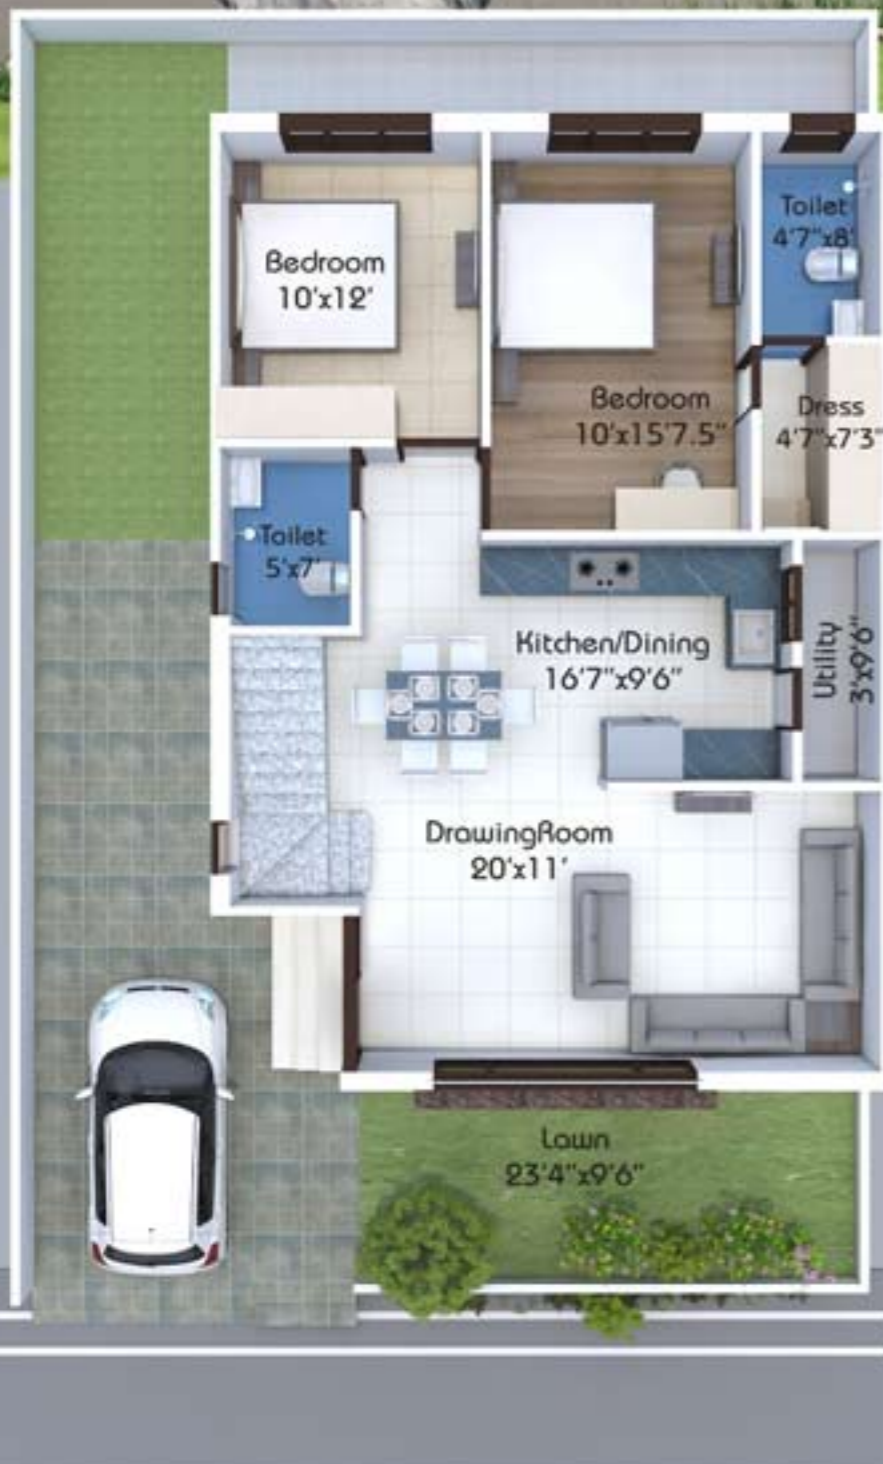 Toilet
4'7"x8'
Bedroom
10'x12'
Bedroom
10'x15'7.5"
Dress
4'7"x7'3"
Toilet
5'x7'
Kitchen/Dining
16'7"x9'6"
Utility
3'x9'6"
DrawingRoom
20'x11'
Lawn
23'4"x9'6"